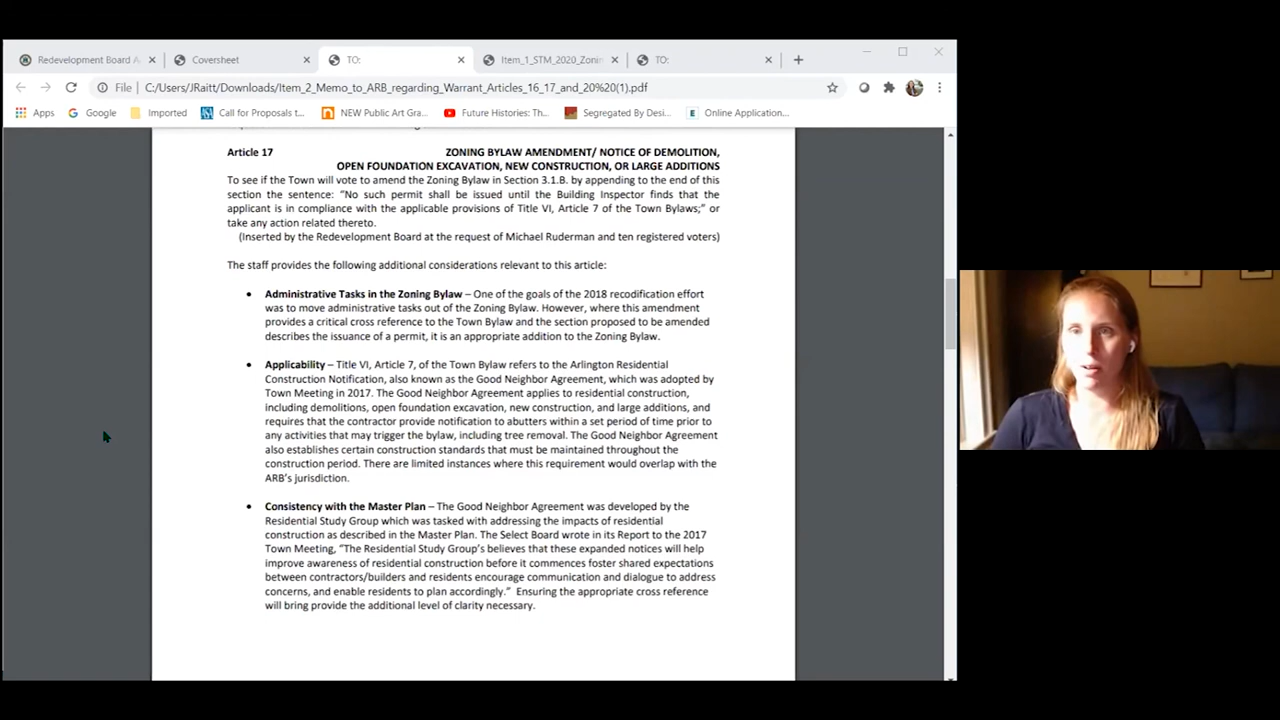 Redevelopment Board A
Coversheet
TO:
Item_1_STM_2020_Zoni
TO:
File
C:/Users/JRaitt/Downloads/Item_2_Memo_to_ARB_regarding_Warrant_Articles_16_17_and_20%20(1).pdf
Apps
Google
Imported
Call for Proposals t...
NEW Public Art Gra...
Future Histories: Th...
Segregated By Desi...
Online Application,...
Article 17
ZONING BYLAW AMENDMENT/ NOTICE OF DEMOLITION,
OPEN FOUNDATION EXCAVATION, NEW CONSTRUCTION, OR LARGE ADDITIONS
To see if the Town will vote to amend the Zoning Bylaw in Section 3.1.B. by appending to the end of this
section the sentence: “No such permit shall be issued until the Building Inspector finds that the
applicant is in compliance with the applicable provisions of Title VI, Article 7 of the Town Bylaws;” or
take any action related thereto.
(Inserted by the Redevelopment Board at the request of Michael Ruderman and ten registered voters)
The staff provides the following additional considerations relevant to this article:
• Administrative Tasks in the Zoning Bylaw – One of the goals of the 2018 recodification effort
was to move administrative tasks out of the Zoning Bylaw. However, where this amendment
provides a critical cross reference to the Town Bylaw and the section proposed to be amended
describes the issuance of a permit, it is an appropriate addition to the Zoning Bylaw.
• Applicability – Title VI, Article 7, of the Town Bylaw refers to the Arlington Residential
Construction Notification, also known as the Good Neighbor Agreement, which was adopted by
Town Meeting in 2017. The Good Neighbor Agreement applies to residential construction,
including demolitions, open foundation excavation, new construction, and large additions, and
requires that the contractor provide notification to abutters within a set period of time prior to
any activities that may trigger the bylaw, including tree removal. The Good Neighbor Agreement
also establishes certain construction standards that must be maintained throughout the
construction period. There are limited instances where this requirement would overlap with the
ARB’s jurisdiction.
• Consistency with the Master Plan – The Good Neighbor Agreement was developed by the
Residential Study Group which was tasked with addressing the impacts of residential
construction as described in the Master Plan. The Select Board wrote in its Report to the 2017
Town Meeting, “The Residential Study Group’s believes that these expanded notices will help
improve awareness of residential construction before it commences foster shared expectations
between contractors/builders and residents encourage communication and dialogue to address
concerns, and enable residents to plan accordingly.” Ensuring the appropriate cross reference
will bring provide the additional level of clarity necessary.